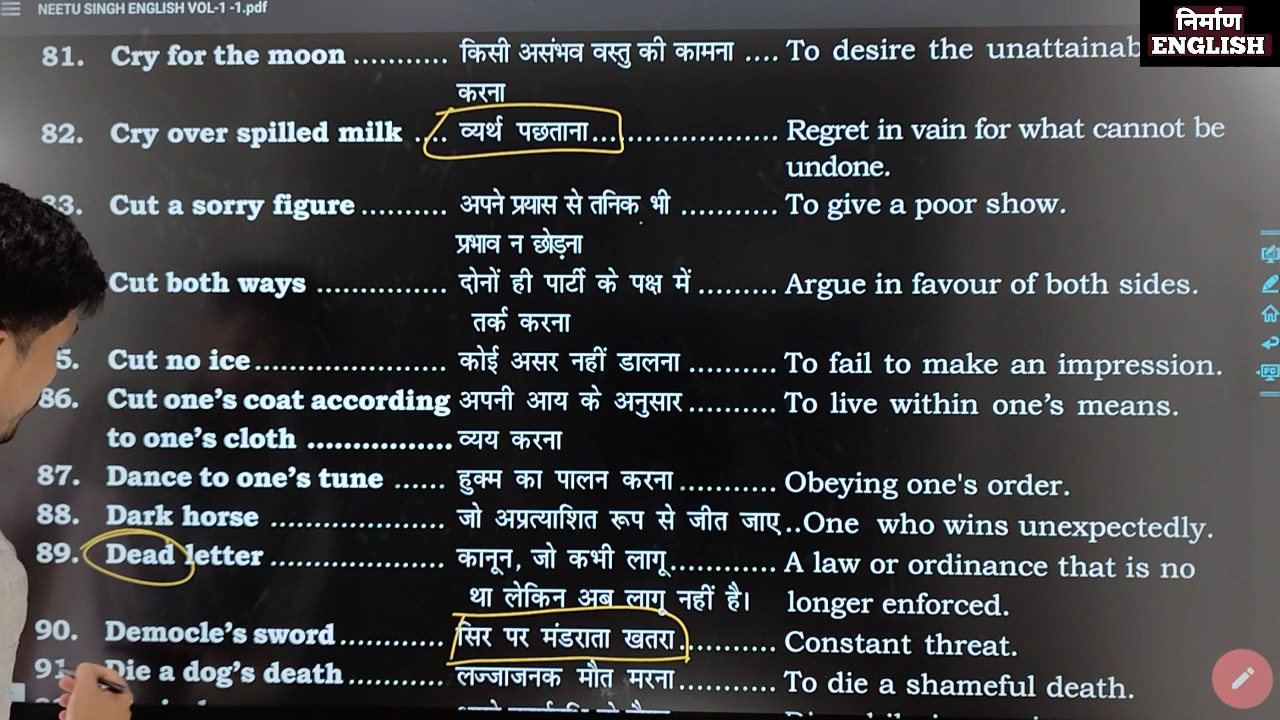 NEETU SINGH ENGLISH VOL-1 -1.pdf
निर्माण
ENGLISH
81. Cry for the moon ........... किसी असंभव वस्तु की कामना .... To desire the
करना
82. Cry over spilled milk .... व्यर्थ पछताना..................... Regret in vain for what cannot be
undone.
83. Cut a sorry figure.......... अपने प्रयास से तनिक भी ........... To give a poor show.
प्रभाव न छोड़ना
Cut both ways ............... दोनों ही पार्टी के पक्ष में ......... Argue in favour of both sides.
तर्क करना
5. Cut no ice...................... कोई असर नहीं डालना .......... To fail to make an impression.
86. Cut one's coat according अपनी आय के अनुसार .......... To live within one's means.
to one's cloth ................. व्यय करना
87. Dance to one's tune ...... हुक्म का पालन करना........... Obeying one's order.
88. Dark horse .................... जो अप्रत्याशित रूप से जीत जाए ..One who wins unexpectedly.
89. Dead letter .................... कानून, जो कभी लागू............ A law or ordinance that is no
था लेकिन अब लागू नहीं है। longer enforced.
90. Democle's sword............ सिर पर मंडराता खतरा........... Constant threat.
91. Die a dog's death ........... लज्जाजनक मौत मरना........... To die a shameful death.